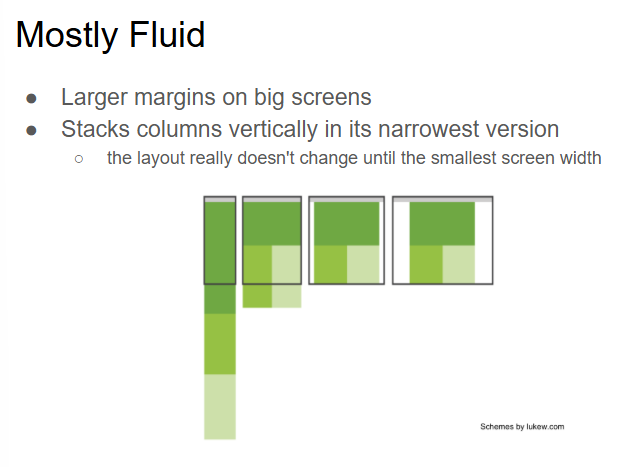 Mostly Fluid
● Larger margins on big screens
● Stacks columns vertically in its narrowest version
○ the layout really doesn't change until the smallest screen width
Schemes by lukew.com